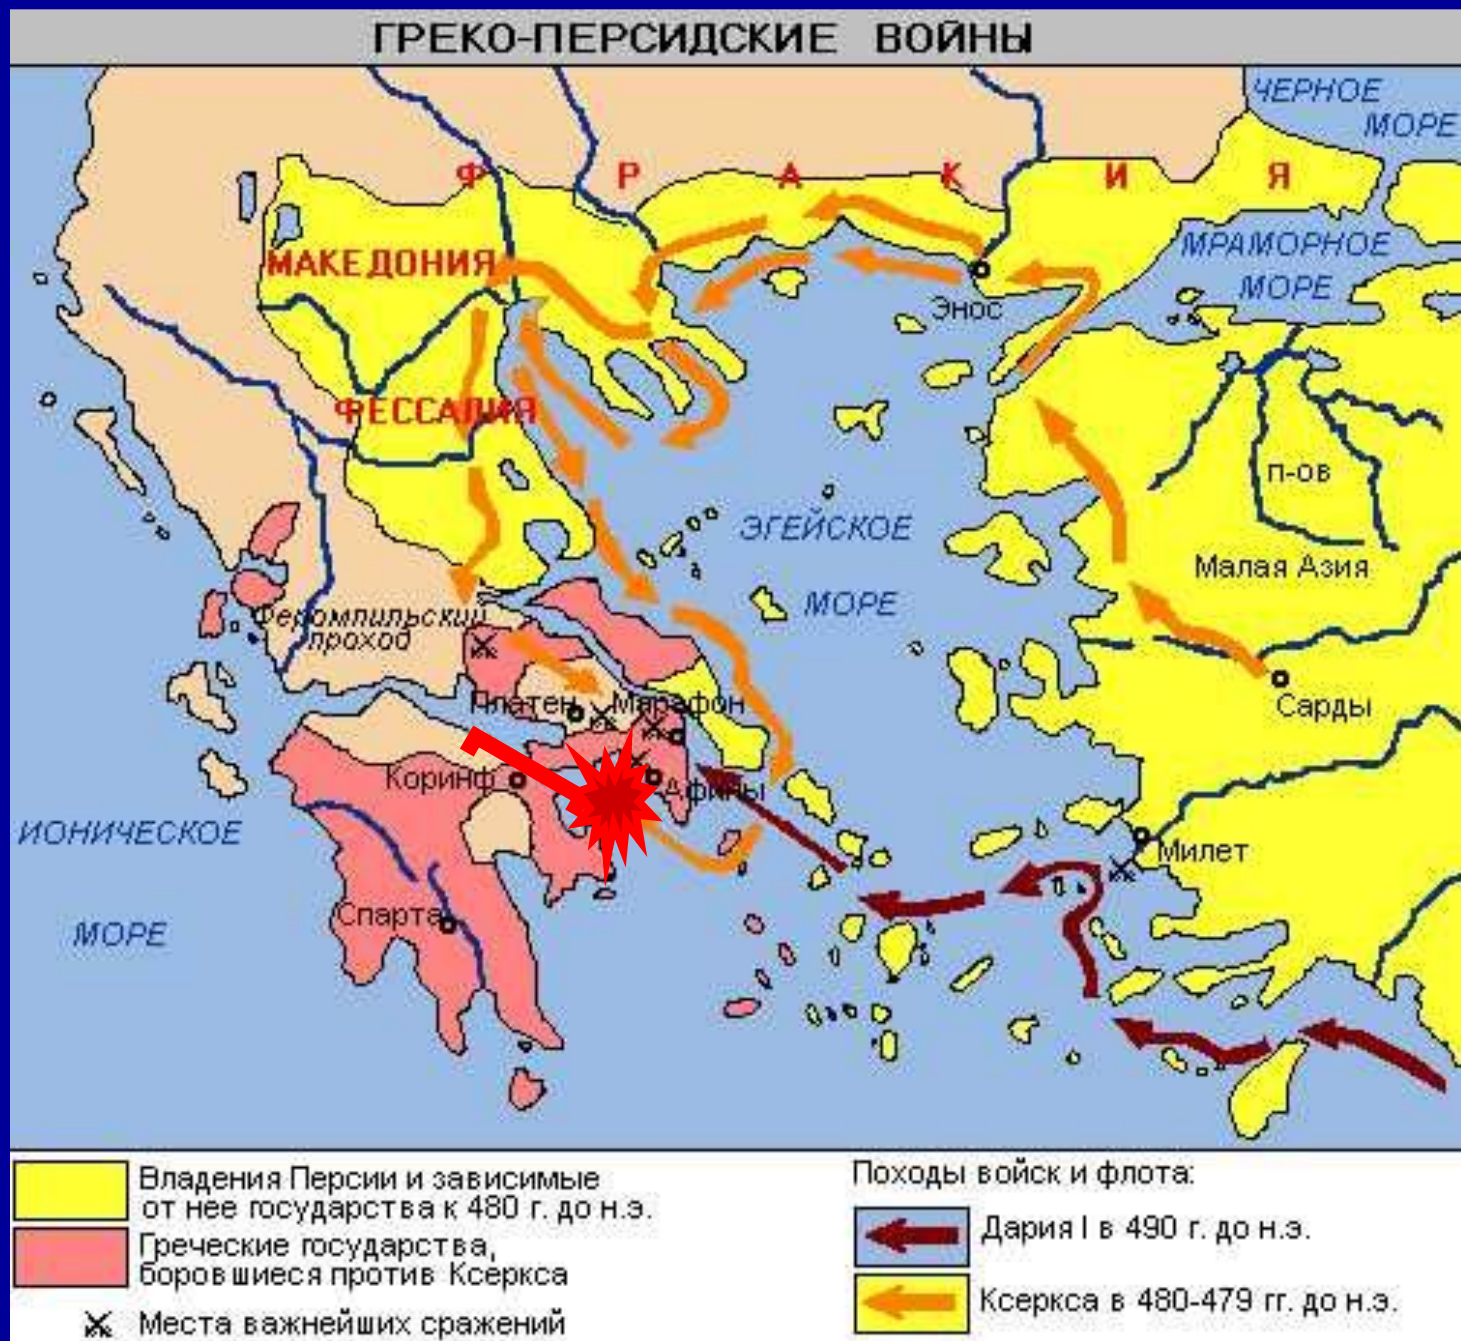 ГРЕКО-ПЕРСИДСКИЕ ВОЙНЫ
ЧЕРНОЕ
МОРЕ
Ф Р А К И Я
МАКЕДОНИЯ
МРАМОРНОЕ
МОРЕ
Энос
ФЕССАЛИЯ
п-ов
ЭГЕЙСКОЕ
Малая Азия
МОРЕ
Феромпильский
проход
Платеи
Марафон
Сарды
Коринф
Афины
ИОНИЧЕСКОЕ
Милет
Спарта
МОРЕ
Владения Персии и зависимые
от нее государства к 480 г. до н.э.
Греческие государства,
боровшиеся против Ксеркса
Места важнейших сражений
Походы войск и флота:
Дария I в 490 г. до н.э.
Ксеркса в 480-479 гг. до н.э.